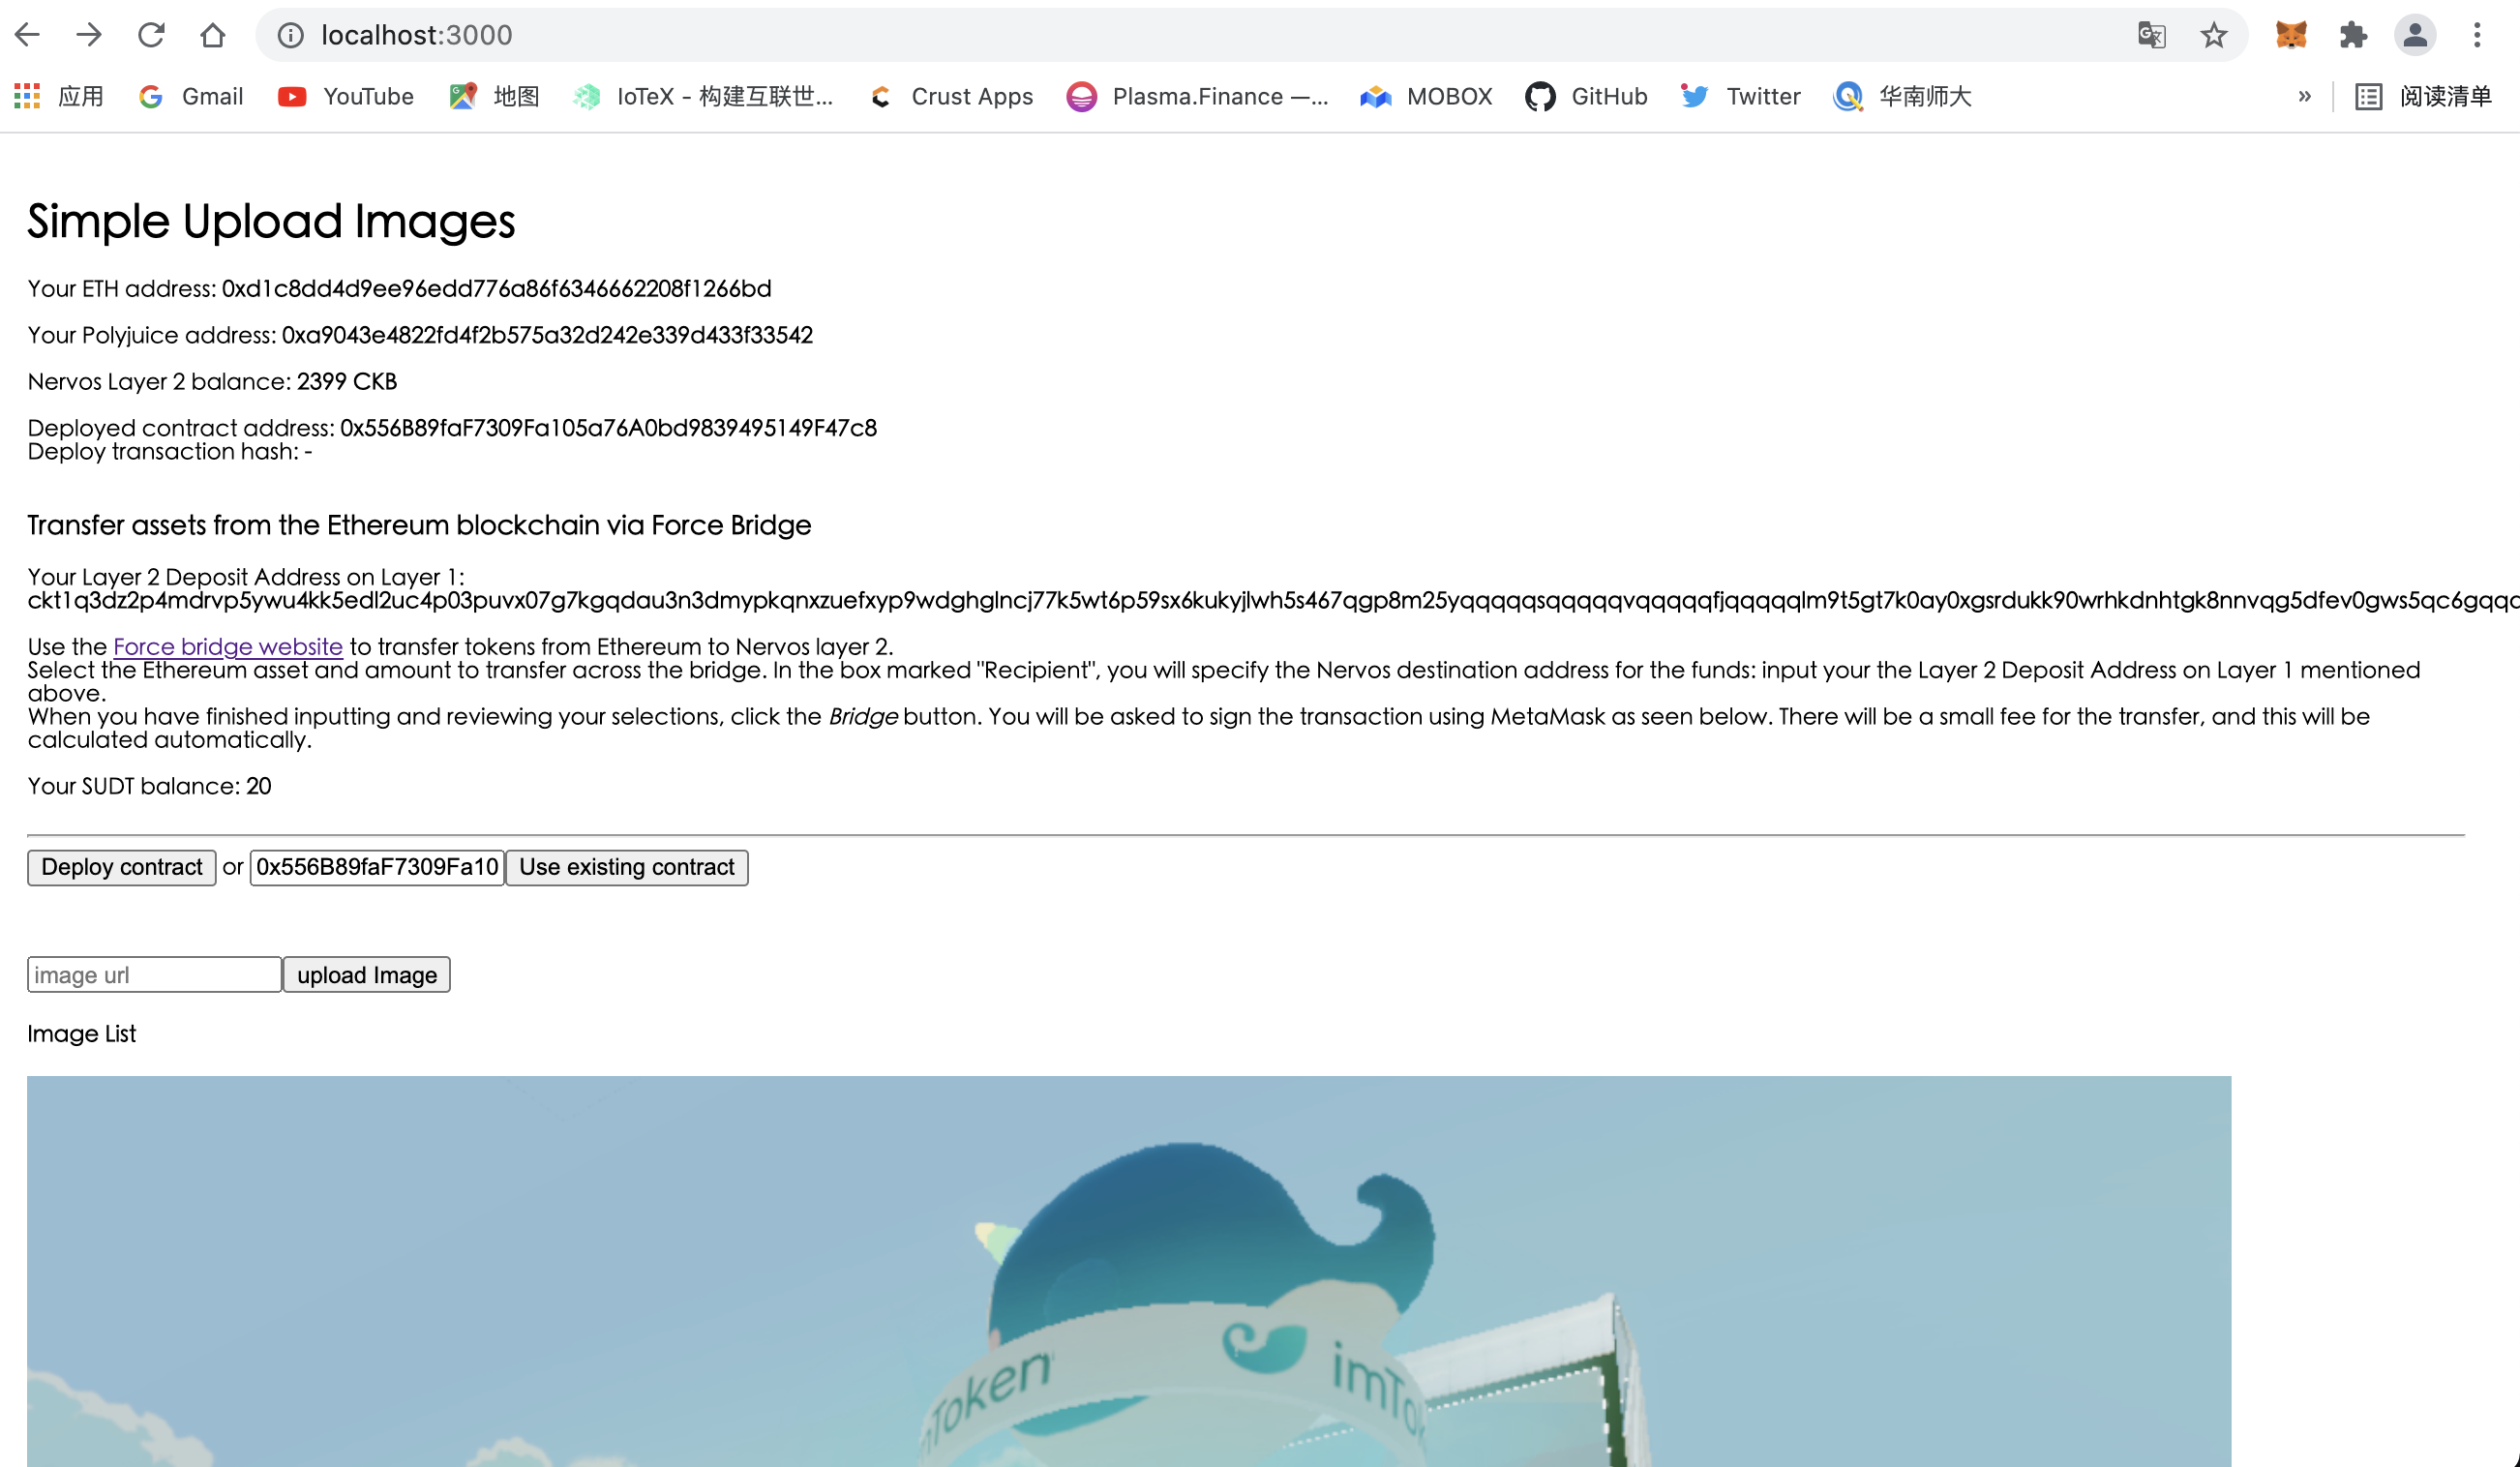 localhost:3000
应用 Gmail YouTube 地图 IoTeX - 构建互联世... Crust Apps Plasma.Finance —... MOBOX GitHub Twitter 华南师大 » 阅读清单
Simple Upload Images
Your ETH address: 0xd1c8dd4d9ee96edd776a86f6346662208f1266bd
Your Polyjuice address: 0xa9043e4822fd4f2b575a32d242e339d433f33542
Nervos Layer 2 balance: 2399 CKB
Deployed contract address: 0x556B89faF7309Fa105a76A0bd9839495149F47c8
Deploy transaction hash: -
Transfer assets from the Ethereum blockchain via Force Bridge
Your Layer 2 Deposit Address on Layer 1:
ckt1q3dz2p4mdrvp5ywu4kk5edl2uc4p03puvx07g7kgqdau3n3dmypkqnxzuefxyp9wdghglncj77k5wt6p59sx6kukyjlwh5s467qgp8m25yqqqqqsqqqqqvqqqqqfjqqqqqlm9t5gt7k0ay0xgsrdukk90wrhkdnhtgk8nnvqg5dfev0gws5qc6gqqc
Use the Force bridge website to transfer tokens from Ethereum to Nervos layer 2.
Select the Ethereum asset and amount to transfer across the bridge. In the box marked "Recipient", you will specify the Nervos destination address for the funds: input your the Layer 2 Deposit Address on Layer 1 mentioned
above.
When you have finished inputting and reviewing your selections, click the Bridge button. You will be asked to sign the transaction using MetaMask as seen below. There will be a small fee for the transfer, and this will be
calculated automatically.
Your SUDT balance: 20
Deploy contract or 0x556B89faF7309Fa10 Use existing contract
image url upload Image
Image List
Token imTo